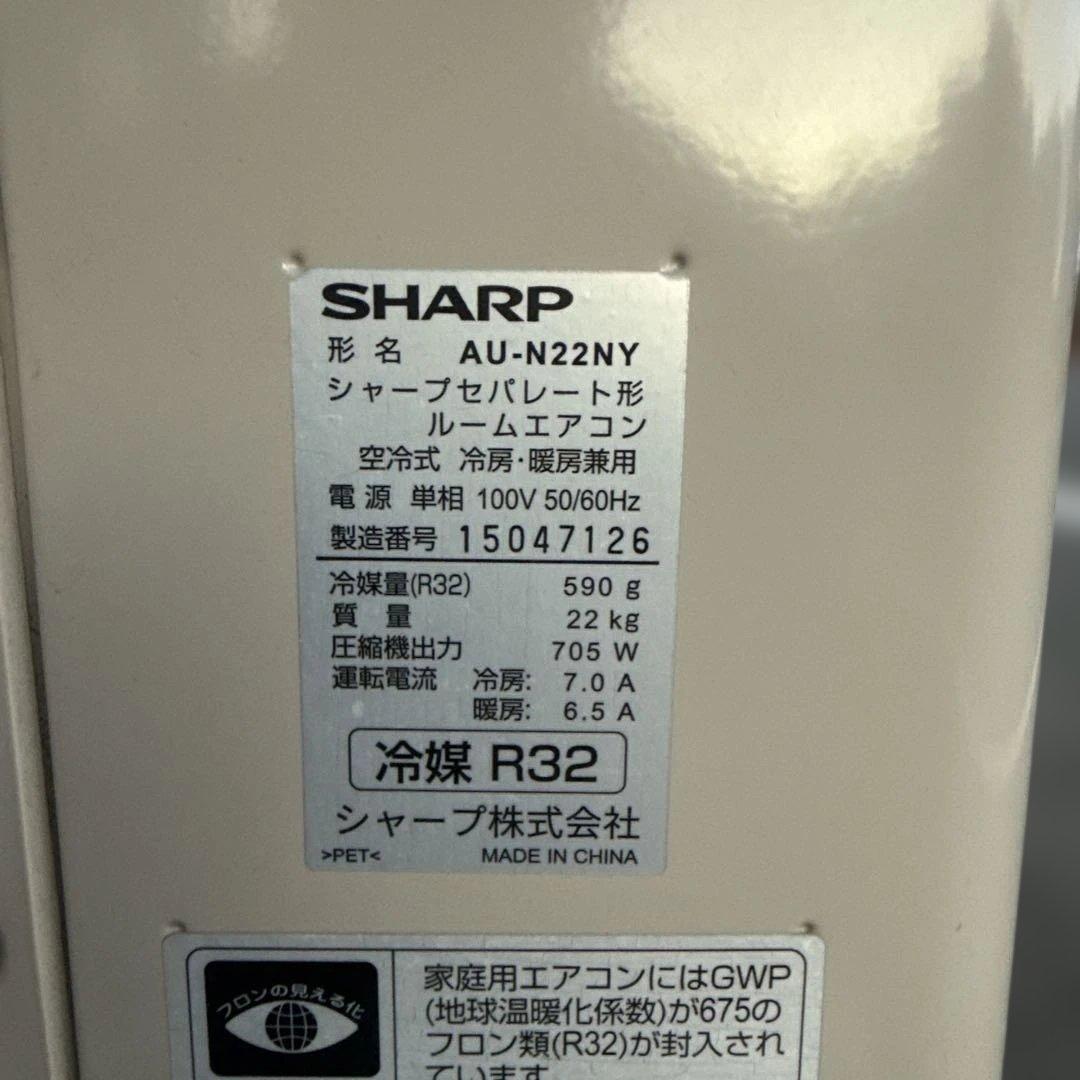 SHARP
形名 AU-N22NY
シャープセパレート形
ルームエアコン
空冷式 冷房・暖房兼用
電源 単相 100V 50/60Hz
製造番号 15047126
冷媒量(R32) 590 g
質量 22 kg
圧縮機出力 705 W
運転電流 冷房: 7.0 A
暖房: 6.5 A
冷媒 R32
シャープ株式会社
>PET< MADE IN CHINA
フロンの見える化
家庭用エアコンにはGWP
(地球温暖化係数)が675の
フロン類(R32)が封入され
ています